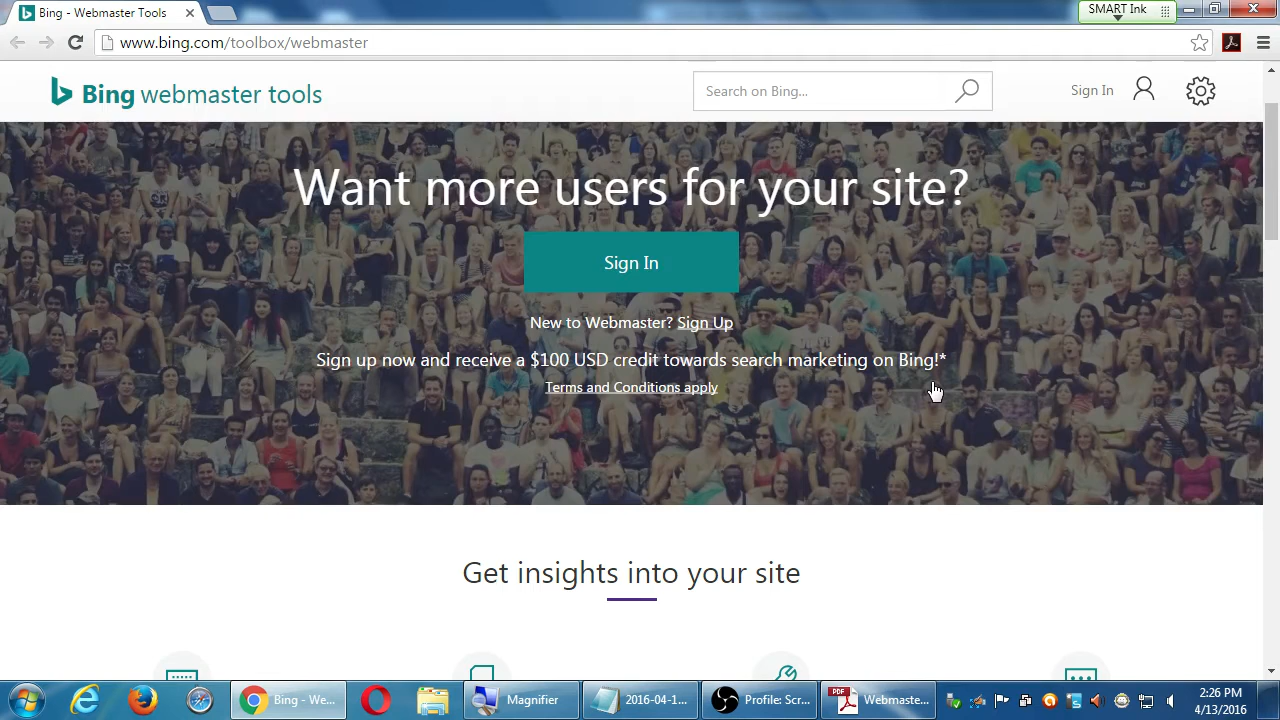 Bing - Webmaster Tools
SMART Ink
www.bing.com/toolbox/webmaster
Bing webmaster tools
Search on Bing...
Sign In
Want more users for your site?
Sign In
New to Webmaster? Sign Up
Sign up now and receive a $100 USD credit towards search marketing on Bing!*
Terms and Conditions apply
Get insights into your site
Bing - We...
Magnifier
2016-04-1...
Profile: Scr...
PDF
Webmaste...
2:26 PM
4/13/2016